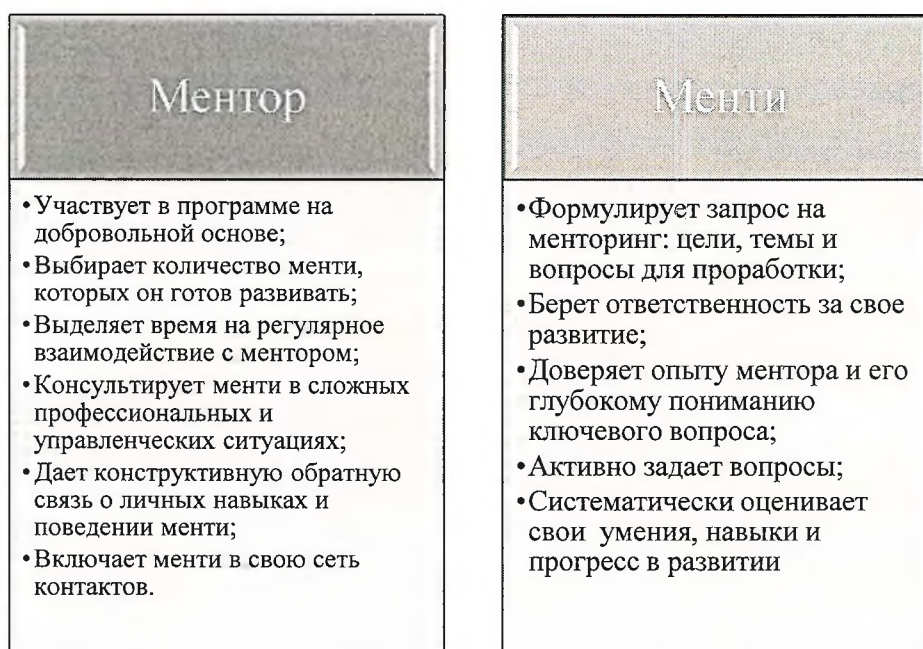 Ментор
•Участвует в программе на
добровольной основе;
•Выбирает количество менти,
которых он готов развивать;
•Выделяет время на регулярное
взаимодействие с ментором;
•Консультирует менти в сложных
профессиональных и
управленческих ситуациях;
•Дает конструктивную обратную
связь о личных навыках и
поведении менти;
•Включает менти в свою сеть
контактов.
Менти
•Формулирует запрос на
менторинг: цели, темы и
вопросы для проработки;
•Берет ответственность за свое
развитие;
•Доверяет опыту ментора и его
глубокому пониманию
ключевого вопроса;
•Активно задает вопросы;
•Систематически оценивает
свои умения, навыки и
прогресс в развитии